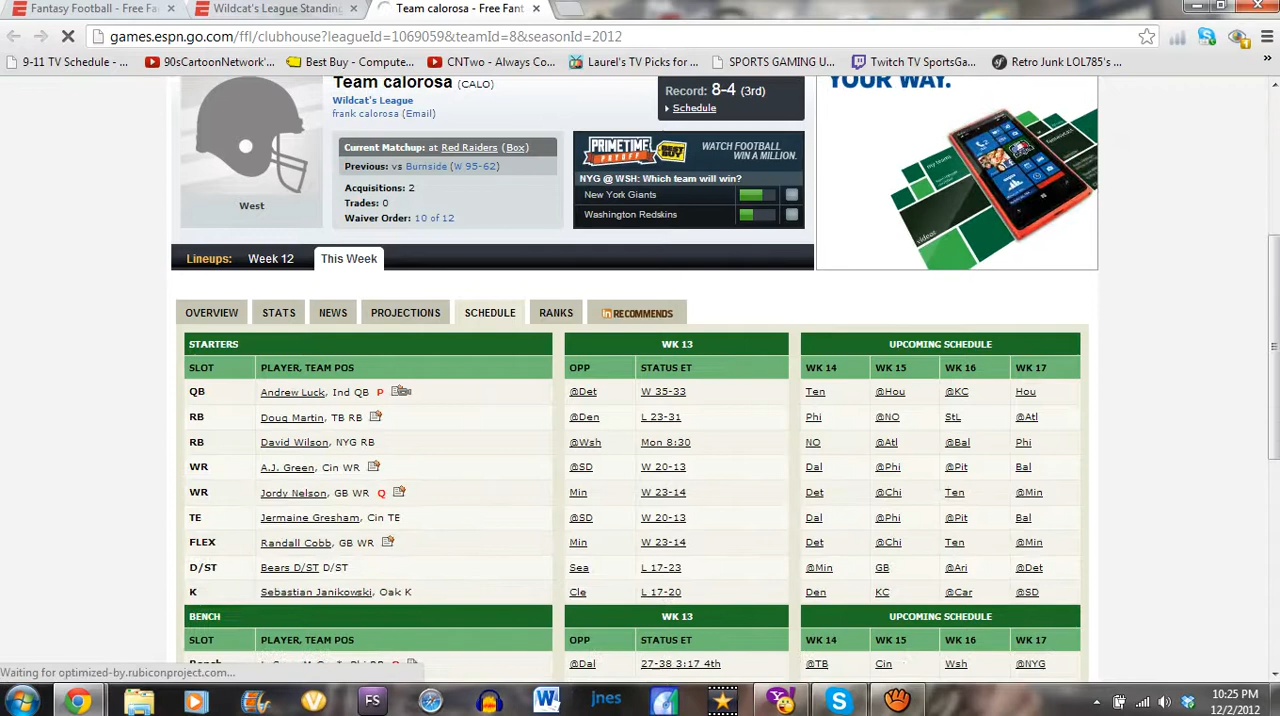 Fantasy Football - Free Fa
Wildcat's League Standing
Team calorosa - Free Fant
games.espn.go.com/ffl/clubhouse?leagueId=1069059&teamId=8&seasonId=2012
9-11 TV Schedule - ...
90sCartoonNetwork'...
Best Buy - Compute...
CNTwo - Always Co...
Laurel's TV Picks for ...
SPORTS GAMING U...
Twitch TV SportsGa...
Retro Junk LOL785's ...
Team calorosa (CALO)
Wildcat's League
frank calorosa (Email)
Record: 8-4 (3rd)
Schedule
YOUR WAY.
Current Matchup: at Red Raiders (Box)
Previous: vs Burnside (W 95-62)
Acquisitions: 2
Trades: 0
Waiver Order: 10 of 12
West
PRIMETIME PAYOFF
BEST BUY
WATCH FOOTBALL
WIN A MILLION.
NYG @ WSH: Which team will win?
New York Giants
Washington Redskins
videos
Lineups: Week 12 This Week
OVERVIEW STATS NEWS PROJECTIONS SCHEDULE RANKS in RECOMMENDS
STARTERS WK 13 UPCOMING SCHEDULE
SLOT PLAYER, TEAM POS OPP STATUS ET WK 14 WK 15 WK 16 WK 17
QB Andrew Luck, Ind QB P @Det W 35-33 Ten @Hou @KC Hou
RB Doug Martin, TB RB @Den L 23-31 Phi @NO StL @Atl
RB David Wilson, NYG RB @Wsh Mon 8:30 NO @Atl @Bal Phi
WR A.J. Green, Cin WR @SD W 20-13 Dal @Phi @Pit Bal
WR Jordy Nelson, GB WR Q Min W 23-14 Det @Chi Ten @Min
TE Jermaine Gresham, Cin TE @SD W 20-13 Dal @Phi @Pit Bal
FLEX Randall Cobb, GB WR Min W 23-14 Det @Chi Ten @Min
D/ST Bears D/ST D/ST Sea L 17-23 @Min GB @Ari @Det
K Sebastian Janikowski, Oak K Cle L 17-20 Den KC @Car @SD
BENCH WK 13 UPCOMING SCHEDULE
SLOT PLAYER, TEAM POS OPP STATUS ET WK 14 WK 15 WK 16 WK 17
@Dal 27-38 3:17 4th @TB Cin Wsh @NYG
Waiting for optimized-by.rubiconproject.com...
FS
Jnes
10:25 PM
12/2/2012